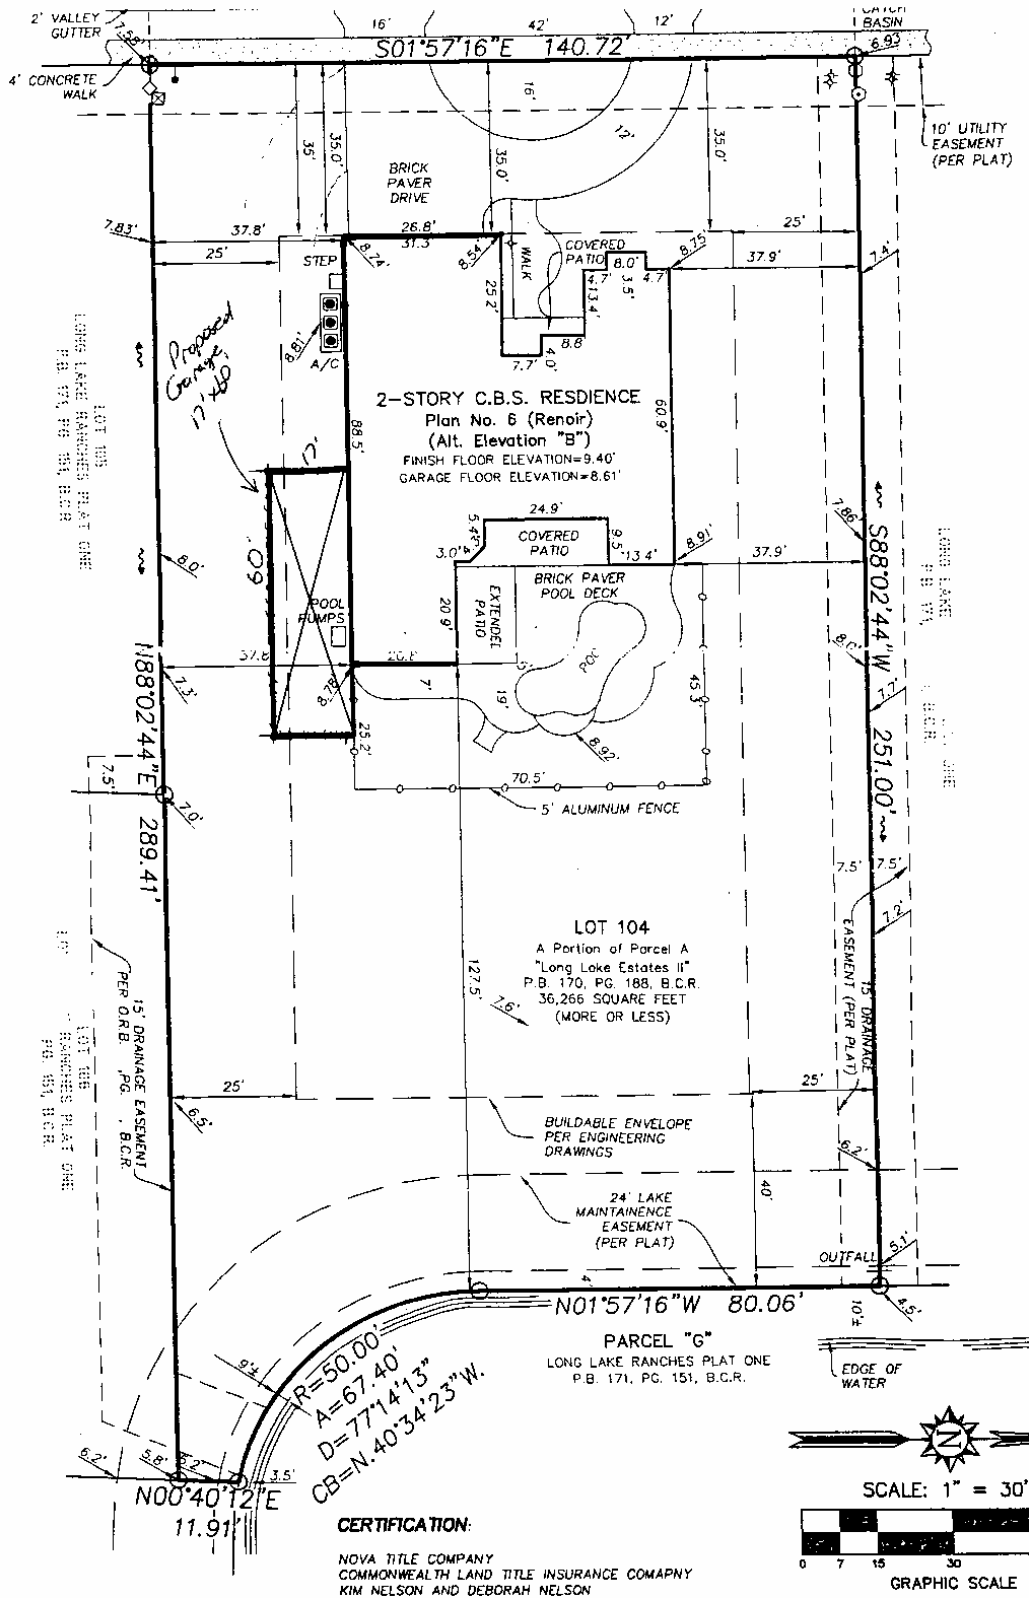 2' VALLEY
GUTTER
16'
42'
12'
CATCH
BASIN
7.58'
S01°57'16"E 140.72'
6.93
4' CONCRETE
WALK
16'
12'
10' UTILITY
EASEMENT
(PER PLAT)
35'
35.0'
35.0'
35.0'
BRICK
PAVER
DRIVE
7.83'
37.8'
25'
26.8'
31.3'
8.74'
8.54'
STEP
WALK
COVERED
PATIO
8.0'
4.7'
3.5'
4.7'
8.75'
25'
37.9'
7.4'
25.2'
13.4'
8.8'
7.7'
4.0'
8.81'
A/C
Proposed
Garage
17' x 60'
2-STORY C.B.S. RESDIENCE
Plan No. 6 (Renoir)
(Alt. Elevation "B")
FINISH FLOOR ELEVATION=9.40'
GARAGE FLOOR ELEVATION=8.61'
88.5'
60.9'
LOT 105
LONG LAKE RANCHES PLAT ONE
P.B. 171, PG. 151, B.C.R.
17'
60'
24.9'
COVERED
PATIO
9.5'
13.4'
3.0'
8.91'
37.9'
7.86'
8.0'
BRICK PAVER
POOL DECK
EXTENDED
PATIO
20.9'
POOL
PUMPS
37.8'
20.8'
8.78'
7'
19'
5'
45.3'
25.2'
8.92'
70.5'
5' ALUMINUM FENCE
N88°02'44"E 289.41'
7.3'
7.5'
7.0'
S88°02'44"W 251.00'
8.0'
7.7'
LONG LAKE
7.5'
7.5'
7.2'
LOT 104
A Portion of Parcel A
"Long Lake Estates II"
P.B. 170, PG. 188, B.C.R.
36,266 SQUARE FEET
(MORE OR LESS)
127.5'
7.6'
15' DRAINAGE EASEMENT
PER O.R.B. , PG. , B.C.R.
LOT 106
RANCHES PLAT ONE
PG. 151, B.C.R.
15' DRAINAGE
EASEMENT (PER PLAT)
25'
6.5'
25'
BUILDABLE ENVELOPE
PER ENGINEERING
DRAWINGS
6.2'
40'
24' LAKE
MAINTAINENCE
EASEMENT
(PER PLAT)
OUTFALL
5.1'
4.5'
N01°57'16"W 80.06'
10'±
PARCEL "G"
LONG LAKE RANCHES PLAT ONE
P.B. 171, PG. 151, B.C.R.
EDGE OF
WATER
9'±
R=50.00'
A=67.40'
D=77°14'13"
CB=N.40°34'23"W.
6.2'
5.8'
5.2'
3.5'
N00°40'12"E
11.91'
N
SCALE: 1" = 30'
0 7 15 30
GRAPHIC SCALE
CERTIFICATION:
NOVA TITLE COMPANY
COMMONWEALTH LAND TITLE INSURANCE COMAPNY
KIM NELSON AND DEBORAH NELSON